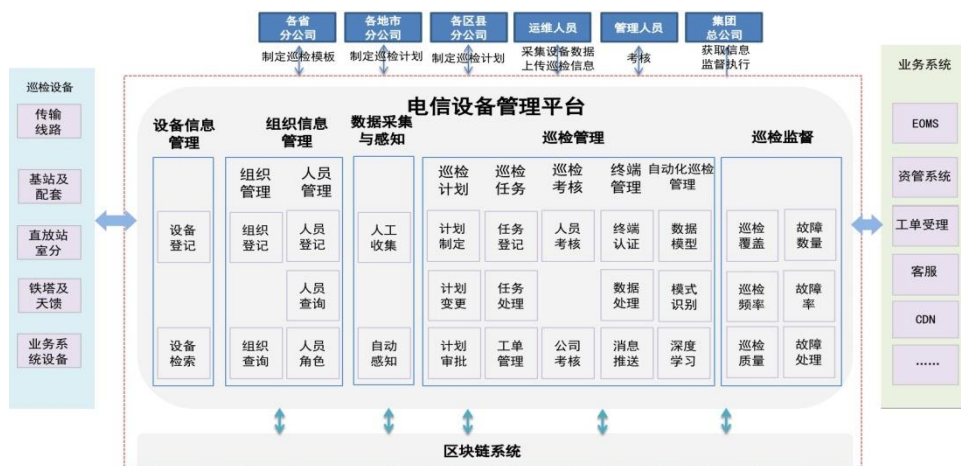 各省
分公司
各地市
分公司
各区县
分公司
运维人员
管理人员
集团
总公司
制定巡检模板
制定巡检计划
制定巡检计划
采集设备数据
上传巡检信息
考核
获取信息
监督执行
巡检设备
传输
线路
基站及
配套
直放站
室分
铁塔及
天馈
业务系
统设备
电信设备管理平台
设备信息
管理
设备
登记
设备
检索
组织信息
管理
组织
管理
人员
管理
组织
登记
人员
登记
人员
查询
组织
查询
人员
角色
数据采集
与感知
人工
收集
自动
感知
巡检管理
巡检
计划
巡检
任务
巡检
考核
终端
管理
自动化巡检
管理
计划
制定
任务
登记
人员
考核
终端
认证
数据
模型
计划
变更
任务
处理
数据
处理
模式
识别
计划
审批
工单
管理
公司
考核
消息
推送
深度
学习
巡检监督
巡检
覆盖
故障
数量
巡检
频率
故障
率
巡检
质量
故障
处理
业务系统
EOMS
资管系统
工单受理
客服
CDN
……
区块链系统